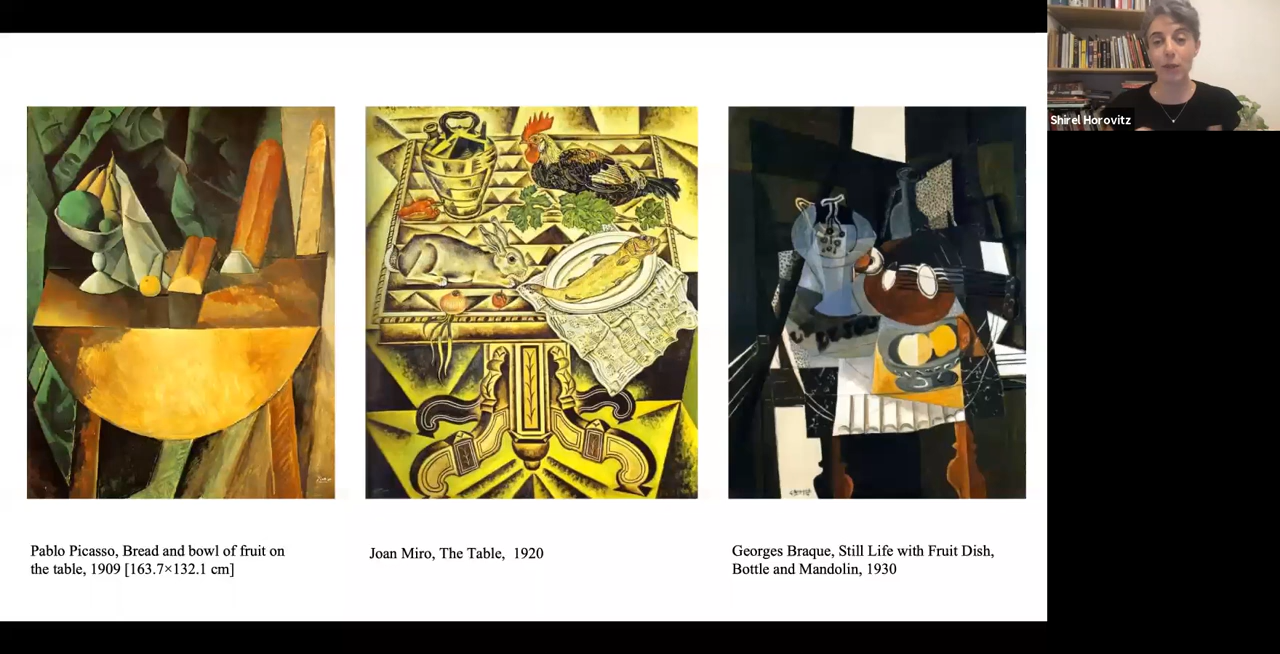 Shirel Horovitz
Pablo Picasso, Bread and bowl of fruit on
the table, 1909 [163.7×132.1 cm]
Joan Miro, The Table,  1920
Georges Braque, Still Life with Fruit Dish,
Bottle and Mandolin, 1930